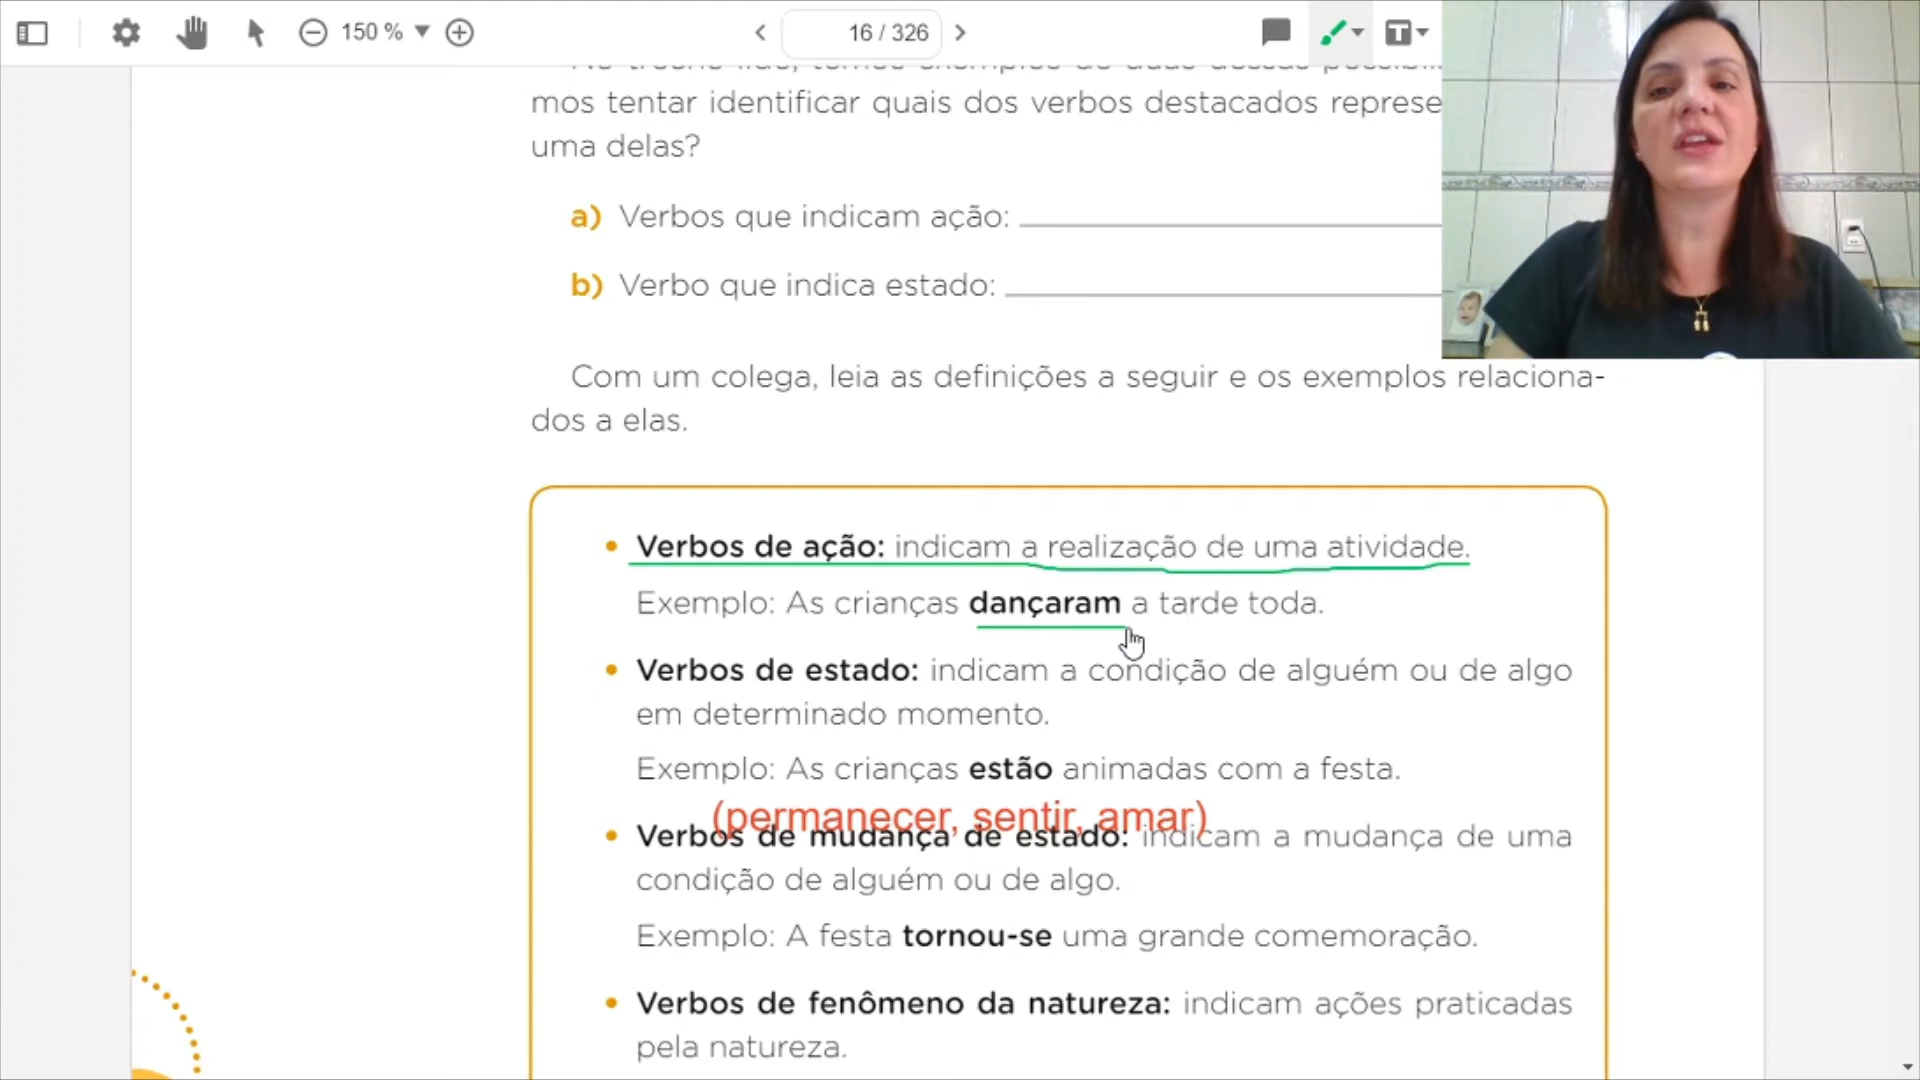 150 %
16 / 326
mos tentar identificar quais dos verbos destacados represe
uma delas?
a) Verbos que indicam ação:
b) Verbo que indica estado:
Com um colega, leia as definições a seguir e os exemplos relaciona-
dos a elas.
• Verbos de ação: indicam a realização de uma atividade.
Exemplo: As crianças dançaram a tarde toda.
• Verbos de estado: indicam a condição de alguém ou de algo
em determinado momento.
Exemplo: As crianças estão animadas com a festa.
(permanecer, sentir, amar)
• Verbos de mudança de estado: indicam a mudança de uma
condição de alguém ou de algo.
Exemplo: A festa tornou-se uma grande comemoração.
• Verbos de fenômeno da natureza: indicam ações praticadas
pela natureza.